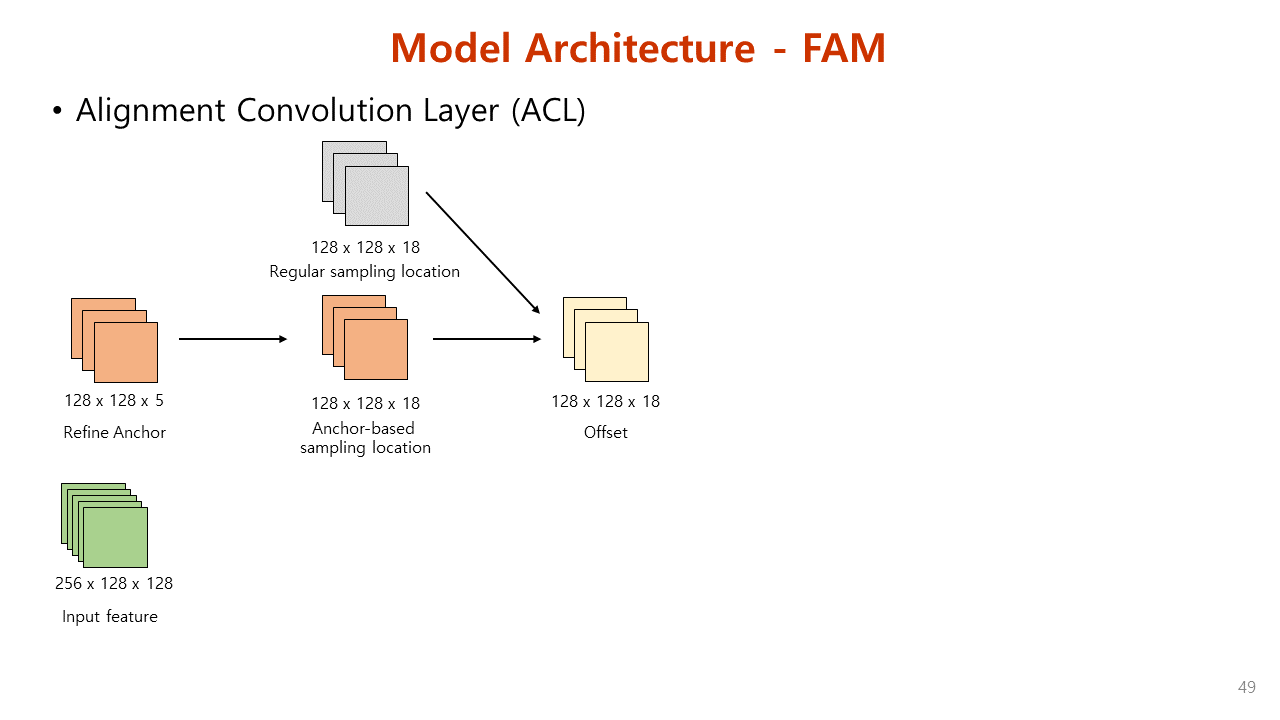 Model Architecture - FAM
• Alignment Convolution Layer (ACL)
128 x 128 x 18
Regular sampling location
128 x 128 x 5
Refine Anchor
128 x 128 x 18
Anchor-based
sampling location
128 x 128 x 18
Offset
256 x 128 x 128
Input feature
49